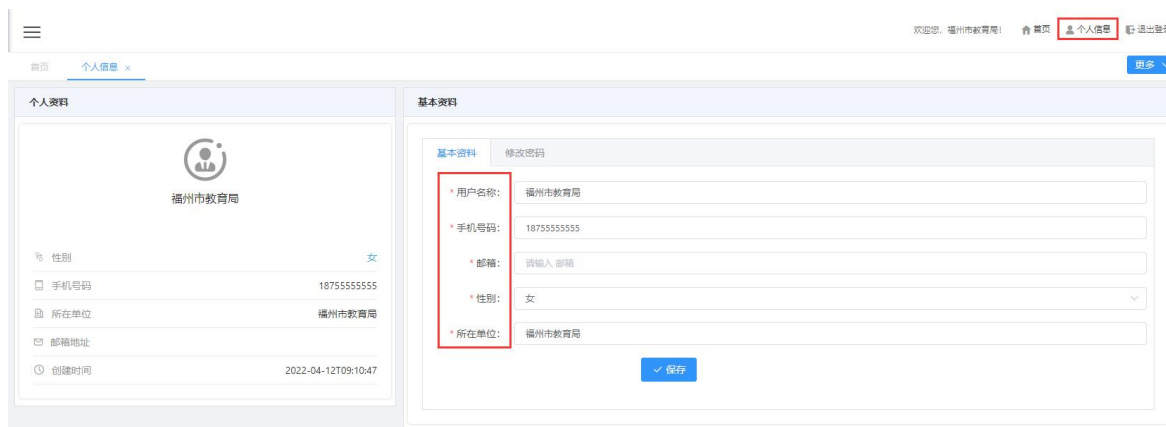 欢迎您，福州市教育局！ 首页 个人信息 退出登录
首页 个人信息 ×
更多
个人资料
福州市教育局
性别 女
手机号码 18755555555
所在单位 福州市教育局
邮箱地址
创建时间 2022-04-12T09:10:47
基本资料
基本资料 修改密码
* 用户名称： 福州市教育局
* 手机号码： 18755555555
* 邮箱： 请输入 邮箱
* 性别： 女
* 所在单位： 福州市教育局
保存